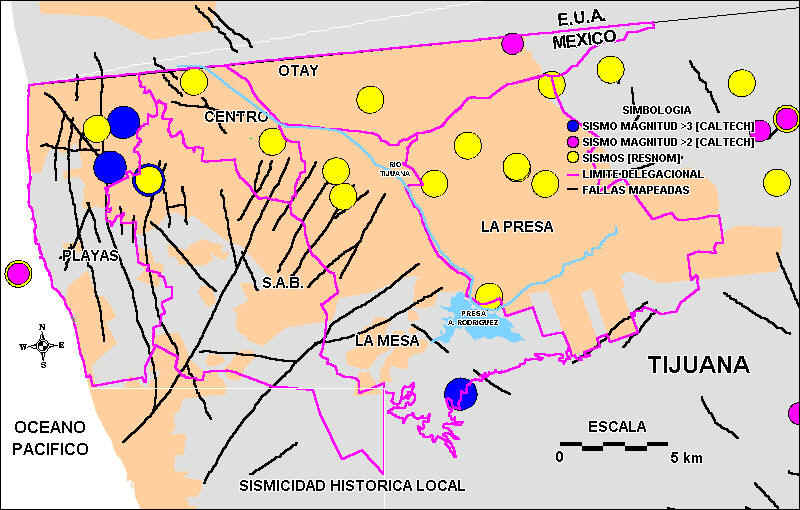 E.U.A.
MEXICO
OTAY
CENTRO
SIMBOLOGIA
SISMO MAGNITUD >3 [CALTECH]
SISMO MAGNITUD >2 [CALTECH]
SISMOS [RESNOM]
LIMITE DELEGACIONAL
FALLAS MAPEADAS
RIO
TIJUANA
LA PRESA
PLAYAS
S.A.B.
PRESA
A. RODRIGUEZ
LA MESA
N
W
E
S
TIJUANA
OCEANO
PACIFICO
ESCALA
0
5 km
SISMICIDAD HISTORICA LOCAL